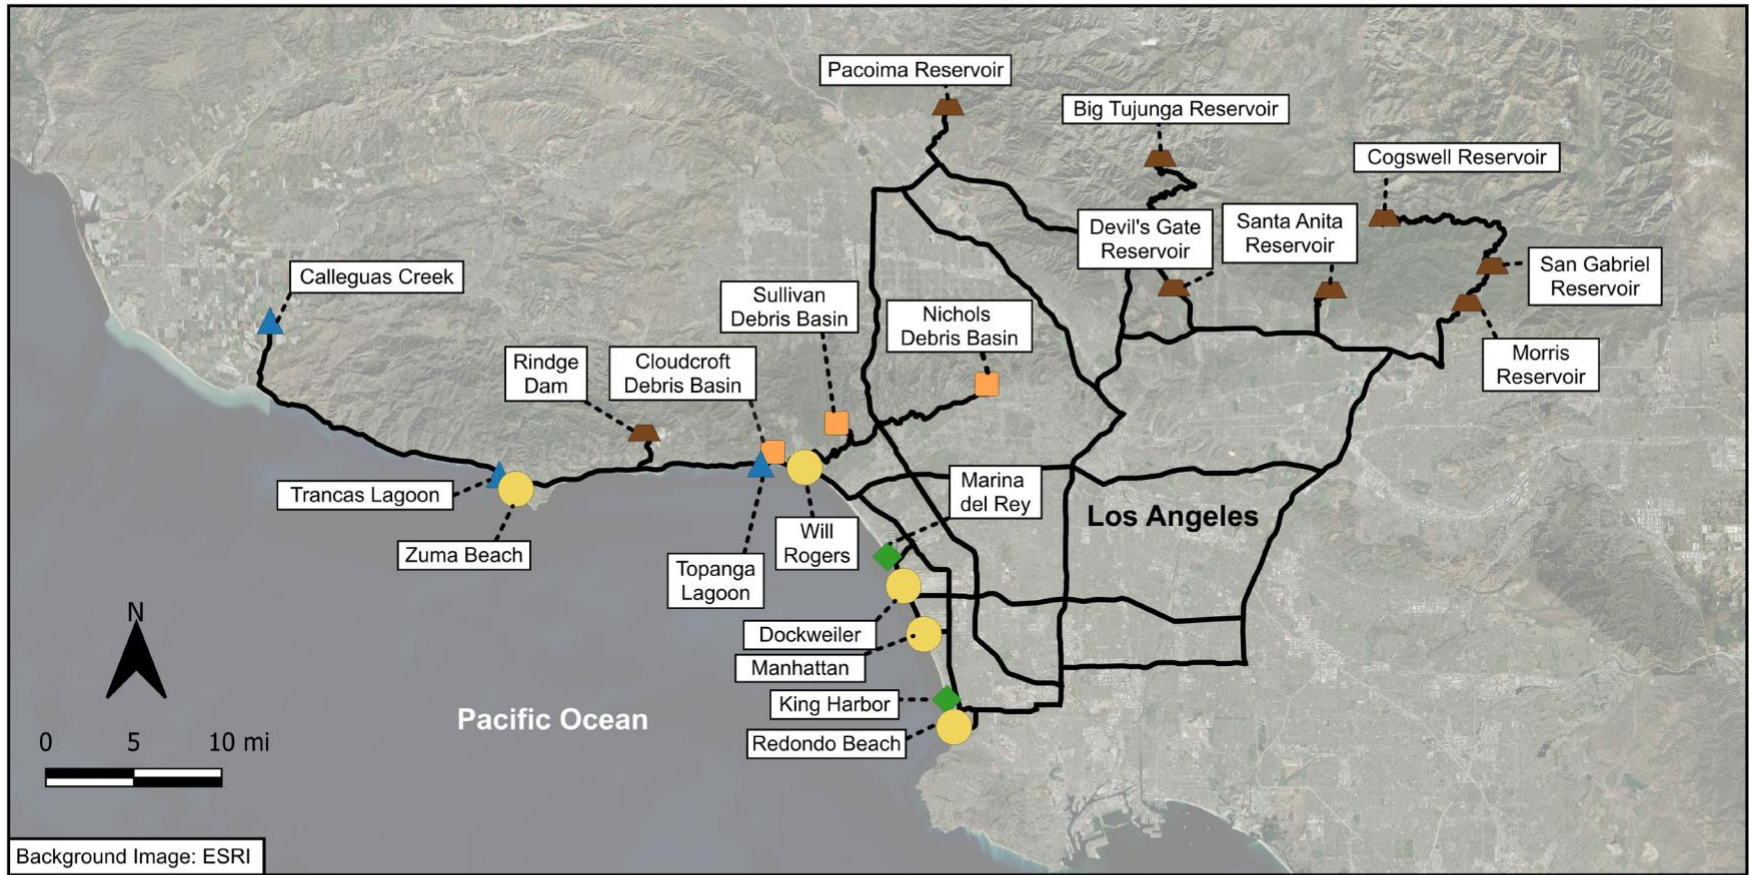 Pacoima Reservoir
Big Tujunga Reservoir
Cogswell Reservoir
Devil's Gate
Reservoir
Santa Anita
Reservoir
San Gabriel
Reservoir
Calleguas Creek
Sullivan
Debris Basin
Nichols
Debris Basin
Morris
Reservoir
Rindge
Dam
Cloudcroft
Debris Basin
Trancas Lagoon
Marina
del Rey
Los Angeles
Zuma Beach
Will
Rogers
Topanga
Lagoon
Dockweiler
Manhattan
King Harbor
Redondo Beach
Pacific Ocean
N
0 5 10 mi
Background Image: ESRI